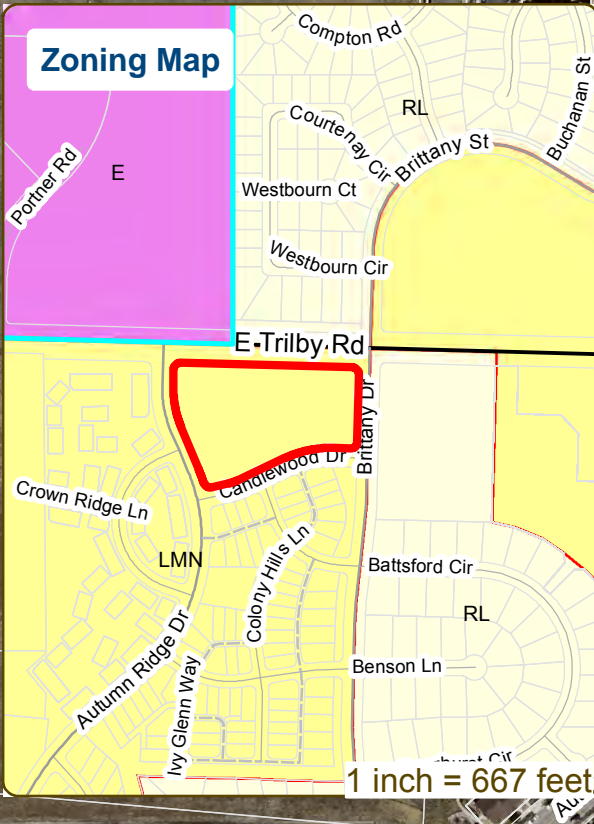 Zoning Map
Compton Rd
Buchanan St
RL
Courtenay Cir
Brittany St
E
Portner Rd
Westbourn Ct
Westbourn Cir
E Trilby Rd
Brittany Dr
Candlewood Dr
Crown Ridge Ln
LMN
Colony Hills Ln
Battsford Cir
RL
Autumn Ridge Dr
Ivy Glenn Way
Benson Ln
Cir
1 inch = 667 feet